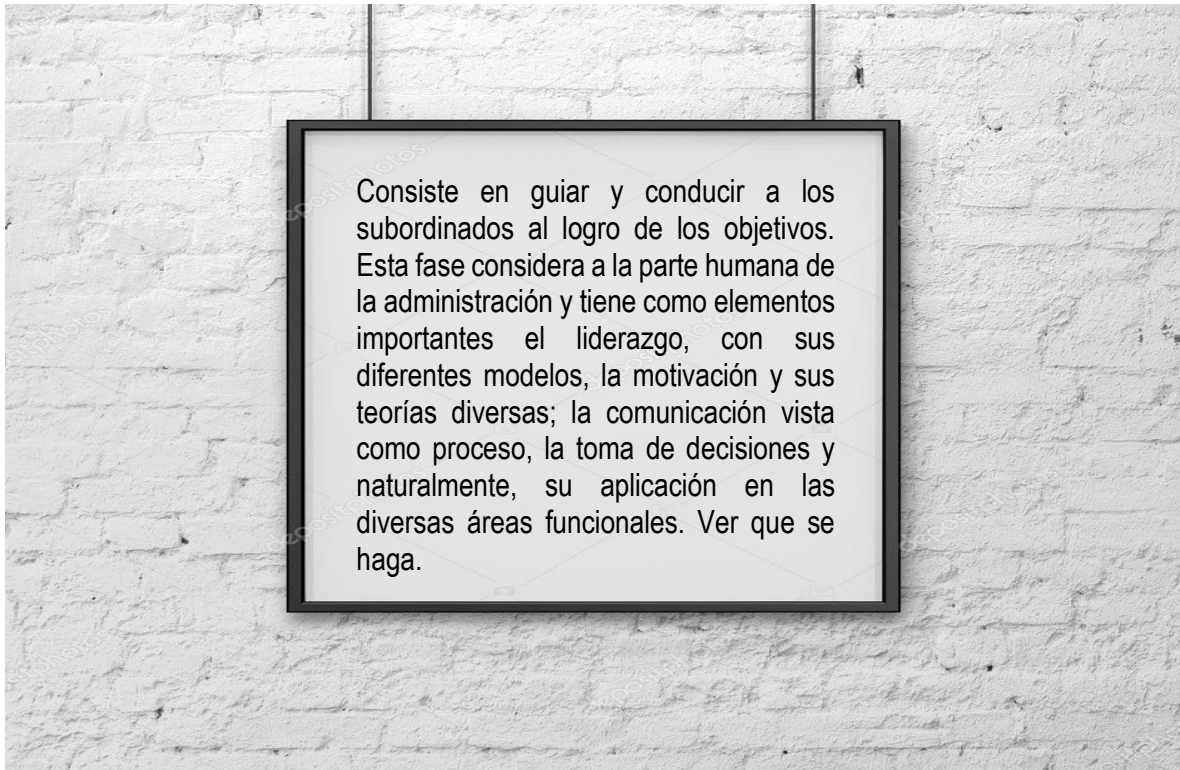 Consiste en guiar y conducir a los
subordinados al logro de los objetivos.
Esta fase considera a la parte humana de
la administración y tiene como elementos
importantes el liderazgo, con sus
diferentes modelos, la motivación y sus
teorías diversas; la comunicación vista
como proceso, la toma de decisiones y
naturalmente, su aplicación en las
diversas áreas funcionales. Ver que se
haga.